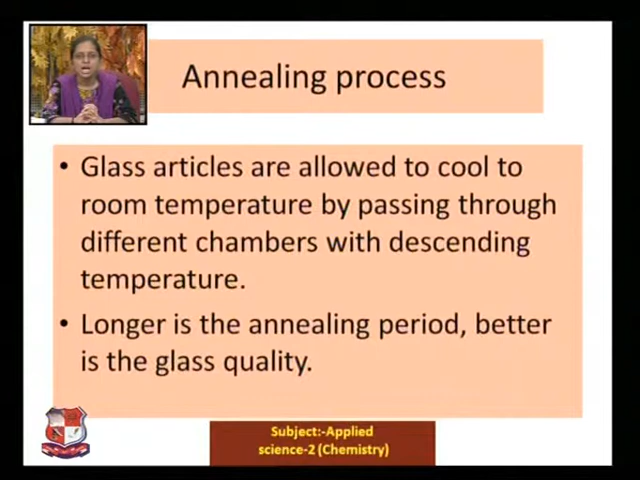 Annealing process
• Glass articles are allowed to cool to
room temperature by passing through
different chambers with descending
temperature.
• Longer is the annealing period, better
is the glass quality.
Subject:-Applied
science-2 (Chemistry)